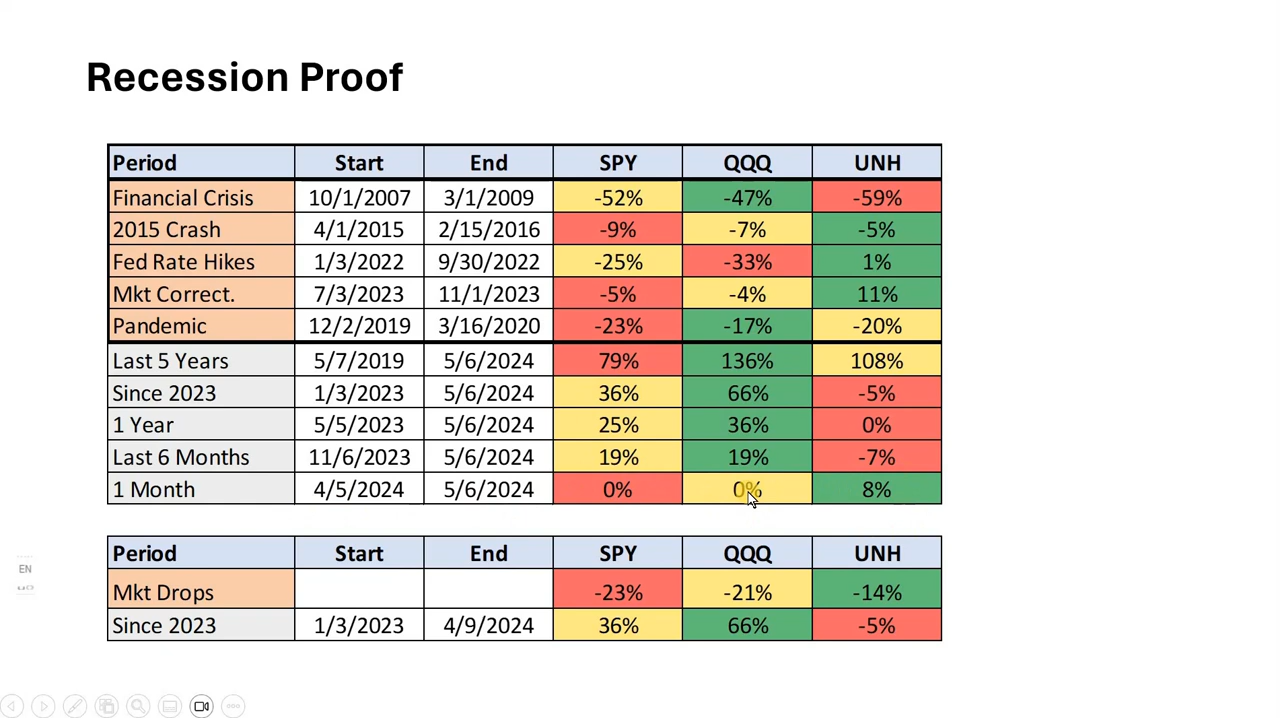 Recession Proof
Period Start End SPY QQQ UNH
Financial Crisis 10/1/2007 3/1/2009 -52% -47% -59%
2015 Crash 4/1/2015 2/15/2016 -9% -7% -5%
Fed Rate Hikes 1/3/2022 9/30/2022 -25% -33% 1%
Mkt Correct. 7/3/2023 11/1/2023 -5% -4% 11%
Pandemic 12/2/2019 3/16/2020 -23% -17% -20%
Last 5 Years 5/7/2019 5/6/2024 79% 136% 108%
Since 2023 1/3/2023 5/6/2024 36% 66% -5%
1 Year 5/5/2023 5/6/2024 25% 36% 0%
Last 6 Months 11/6/2023 5/6/2024 19% 19% -7%
1 Month 4/5/2024 5/6/2024 0% 0% 8%
Period Start End SPY QQQ UNH
Mkt Drops -23% -21% -14%
Since 2023 1/3/2023 4/9/2024 36% 66% -5%
EN